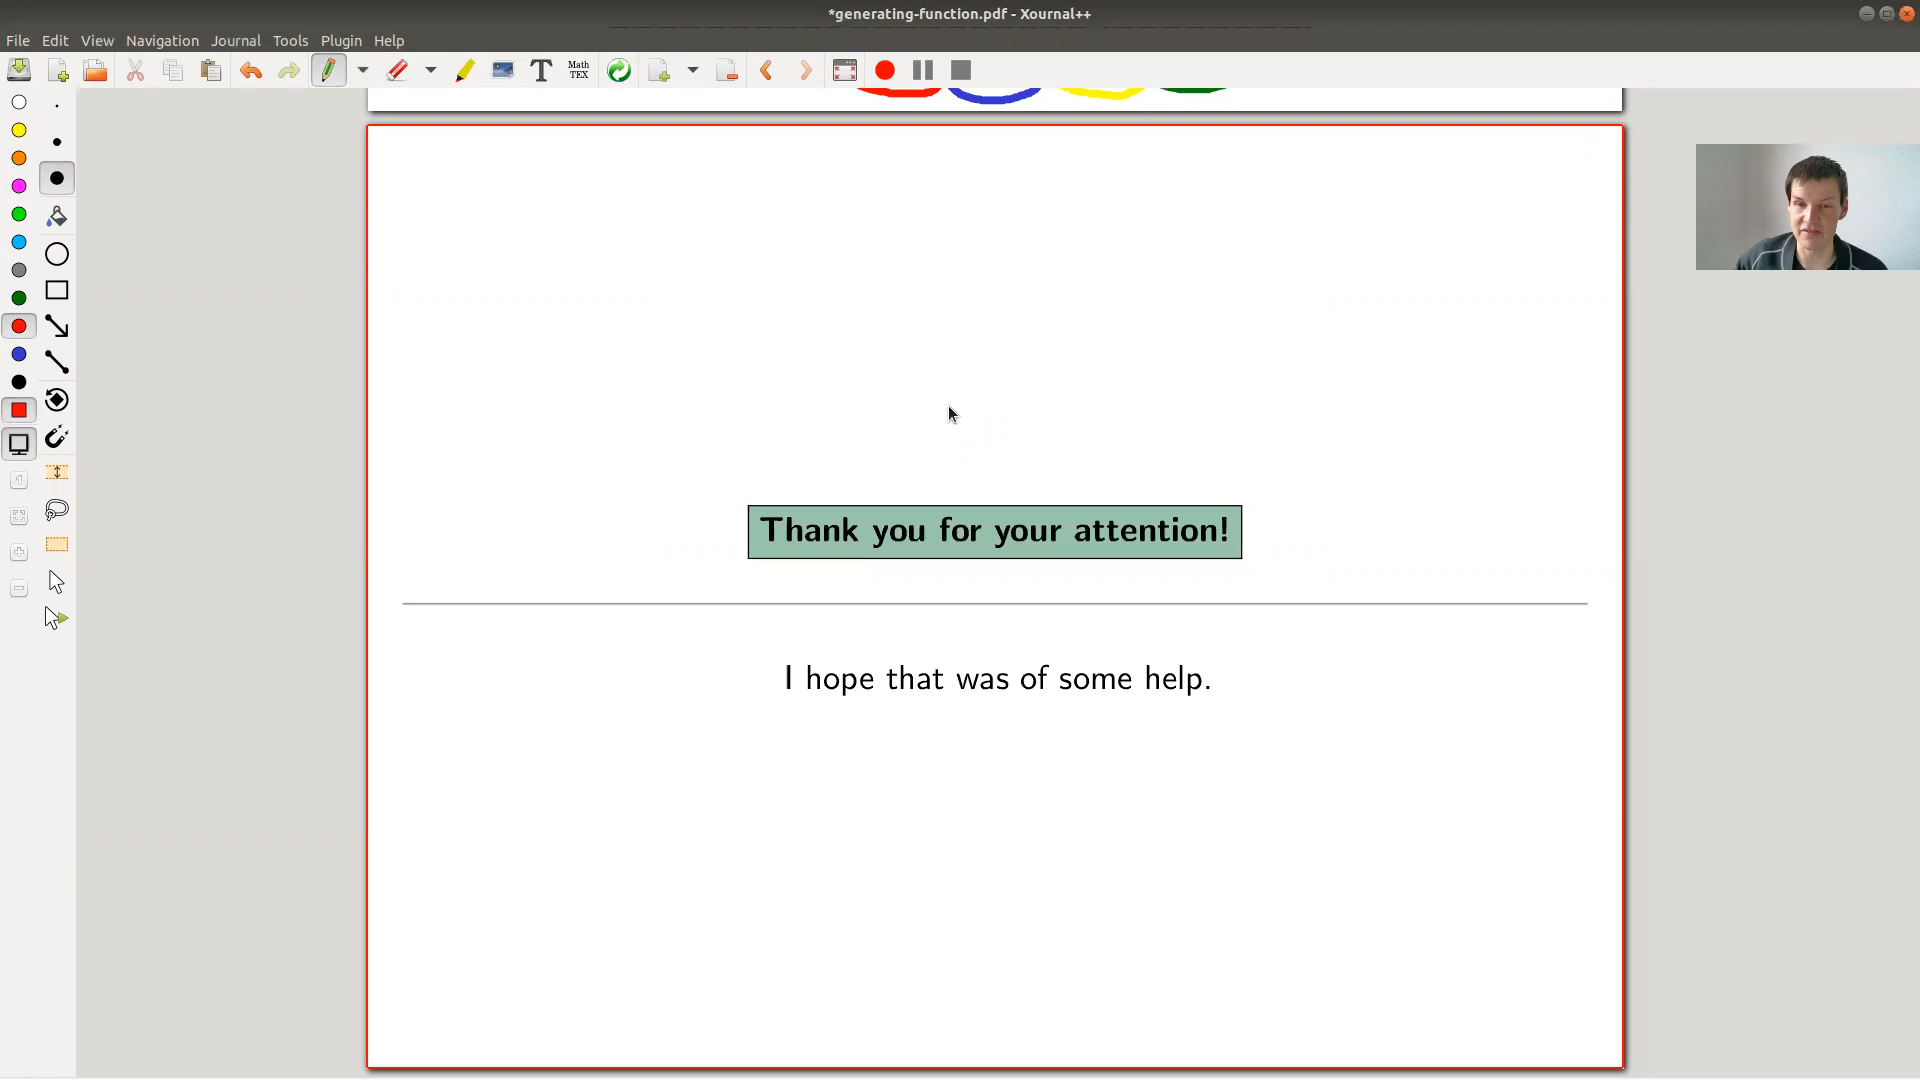 *generating-function.pdf - Xournal++
File Edit View Navigation Journal Tools Plugin Help
Math
TEX
Thank you for your attention!
I hope that was of some help.